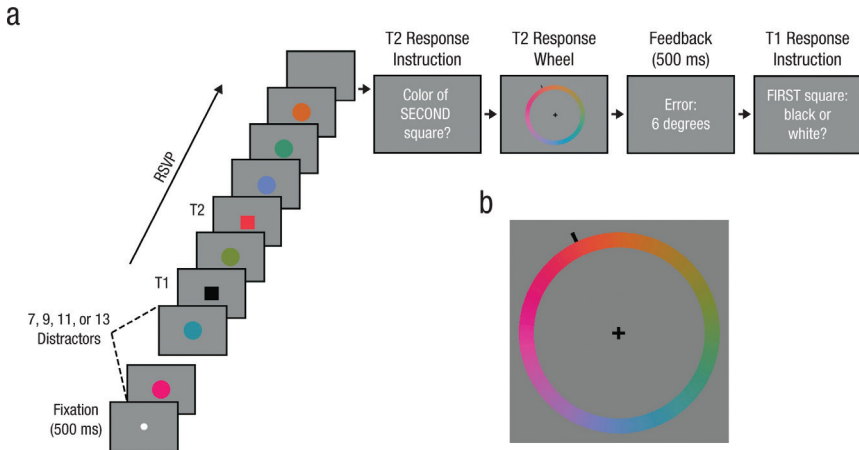 a
T2 Response
Instruction
T2 Response
Wheel
Feedback
(500 ms)
T1 Response
Instruction
Color of
SECOND
square?
Error:
6 degrees
FIRST square:
black or
white?
RSVP
T2
T1
7, 9, 11, or 13
Distractors
Fixation
(500 ms)
b